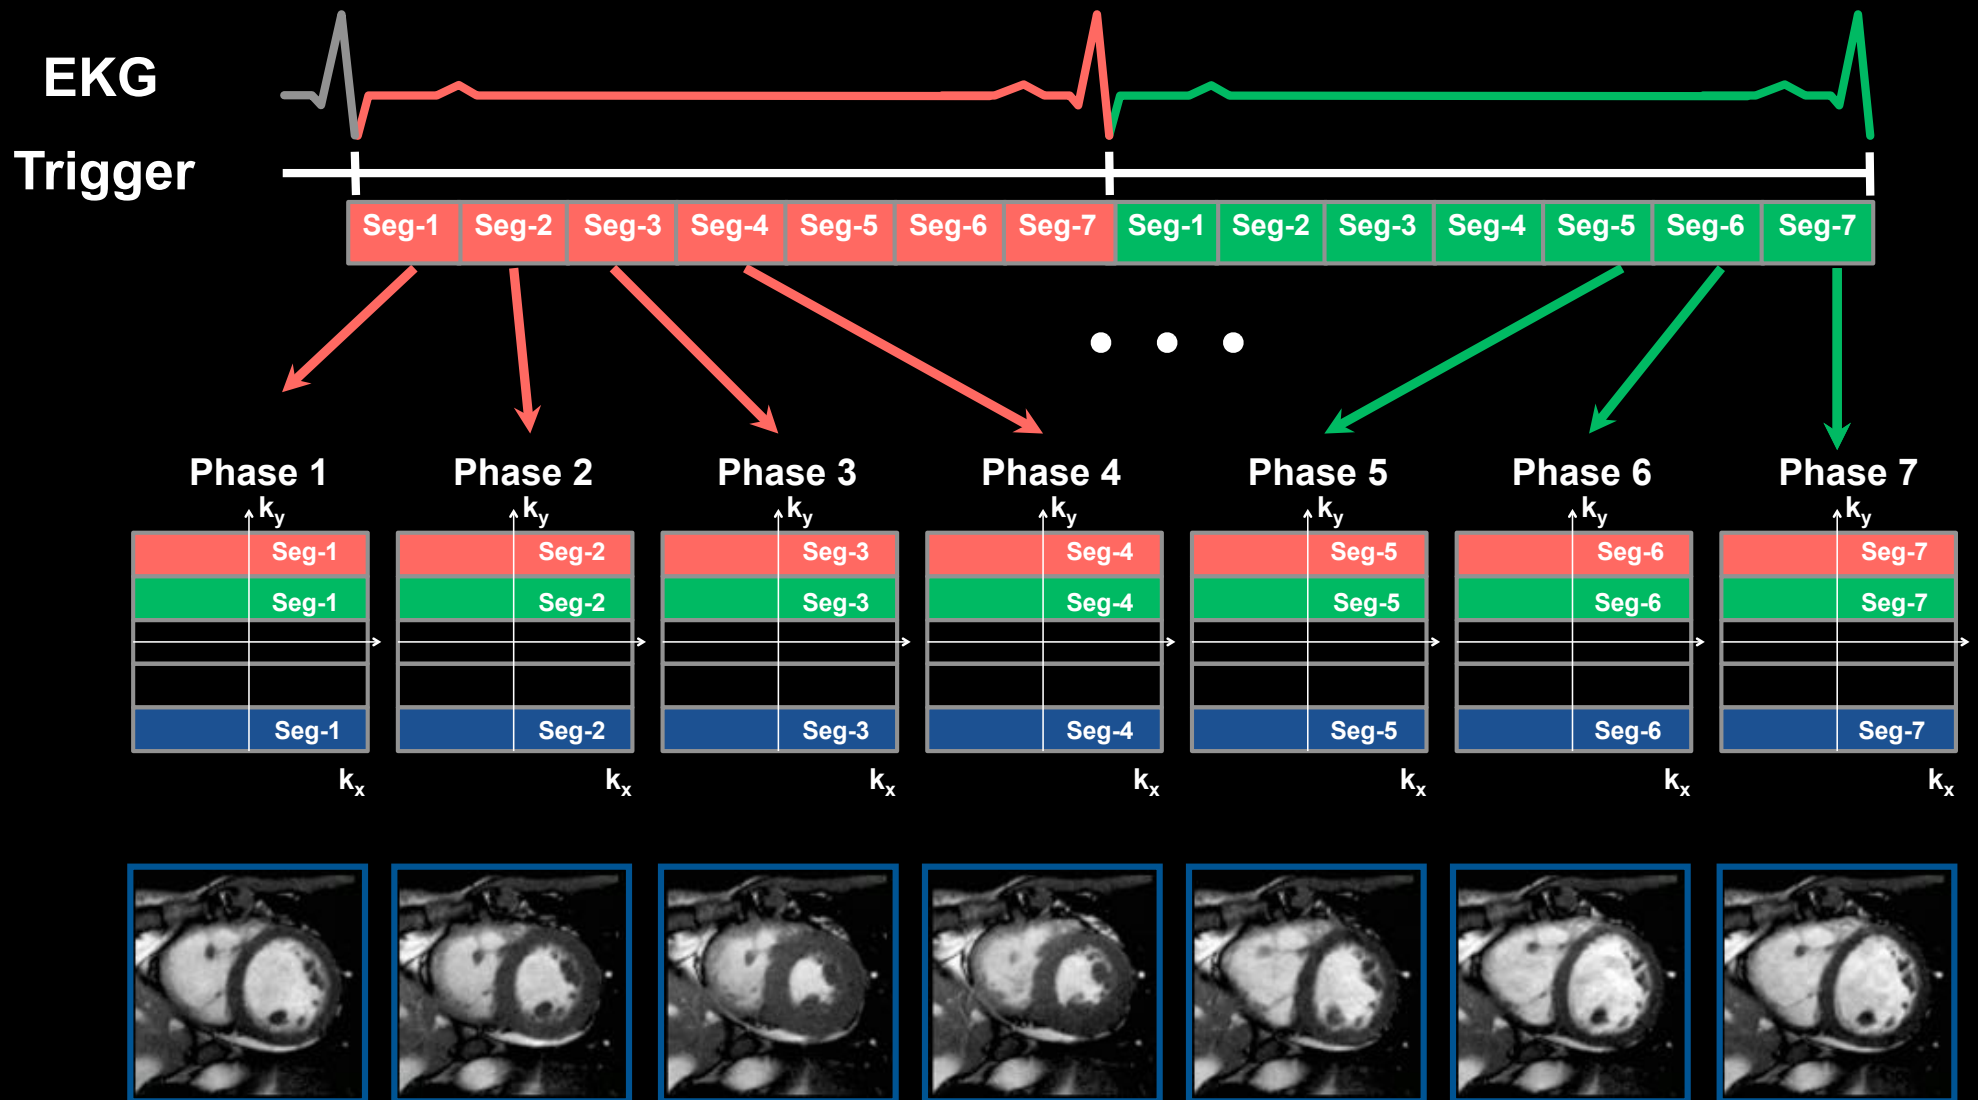 EKG
Trigger
Seg-1 Seg-2 Seg-3 Seg-4 Seg-5 Seg-6 Seg-7 Seg-1 Seg-2 Seg-3 Seg-4 Seg-5 Seg-6 Seg-7
Phase 1 Phase 2 Phase 3 Phase 4 Phase 5 Phase 6 Phase 7
ky ky ky ky ky ky ky
Seg-1 Seg-2 Seg-3 Seg-4 Seg-5 Seg-6 Seg-7
Seg-1 Seg-2 Seg-3 Seg-4 Seg-5 Seg-6 Seg-7
Seg-1 Seg-2 Seg-3 Seg-4 Seg-5 Seg-6 Seg-7
kx kx kx kx kx kx kx